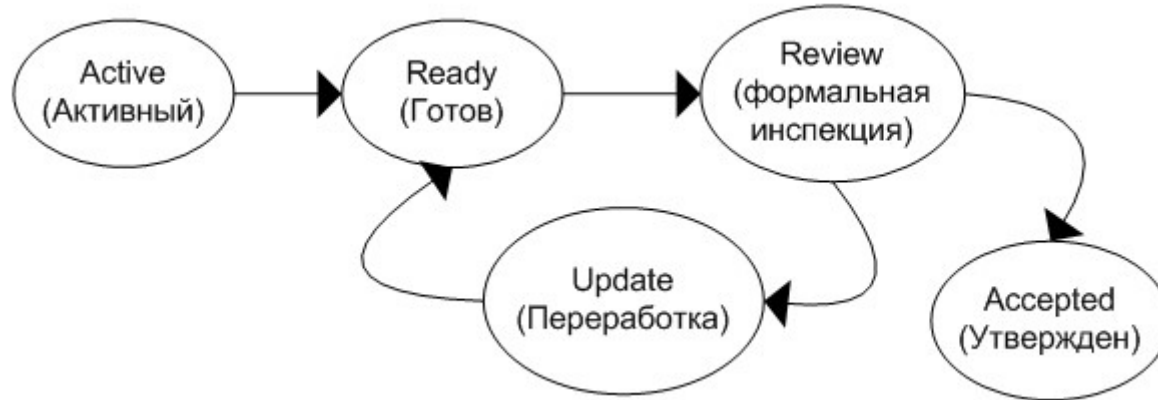 Active
(Активный)
Ready
(Готов)
Review
(формальная
инспекция)
Update
(Переработка)
Accepted
(Утвержден)